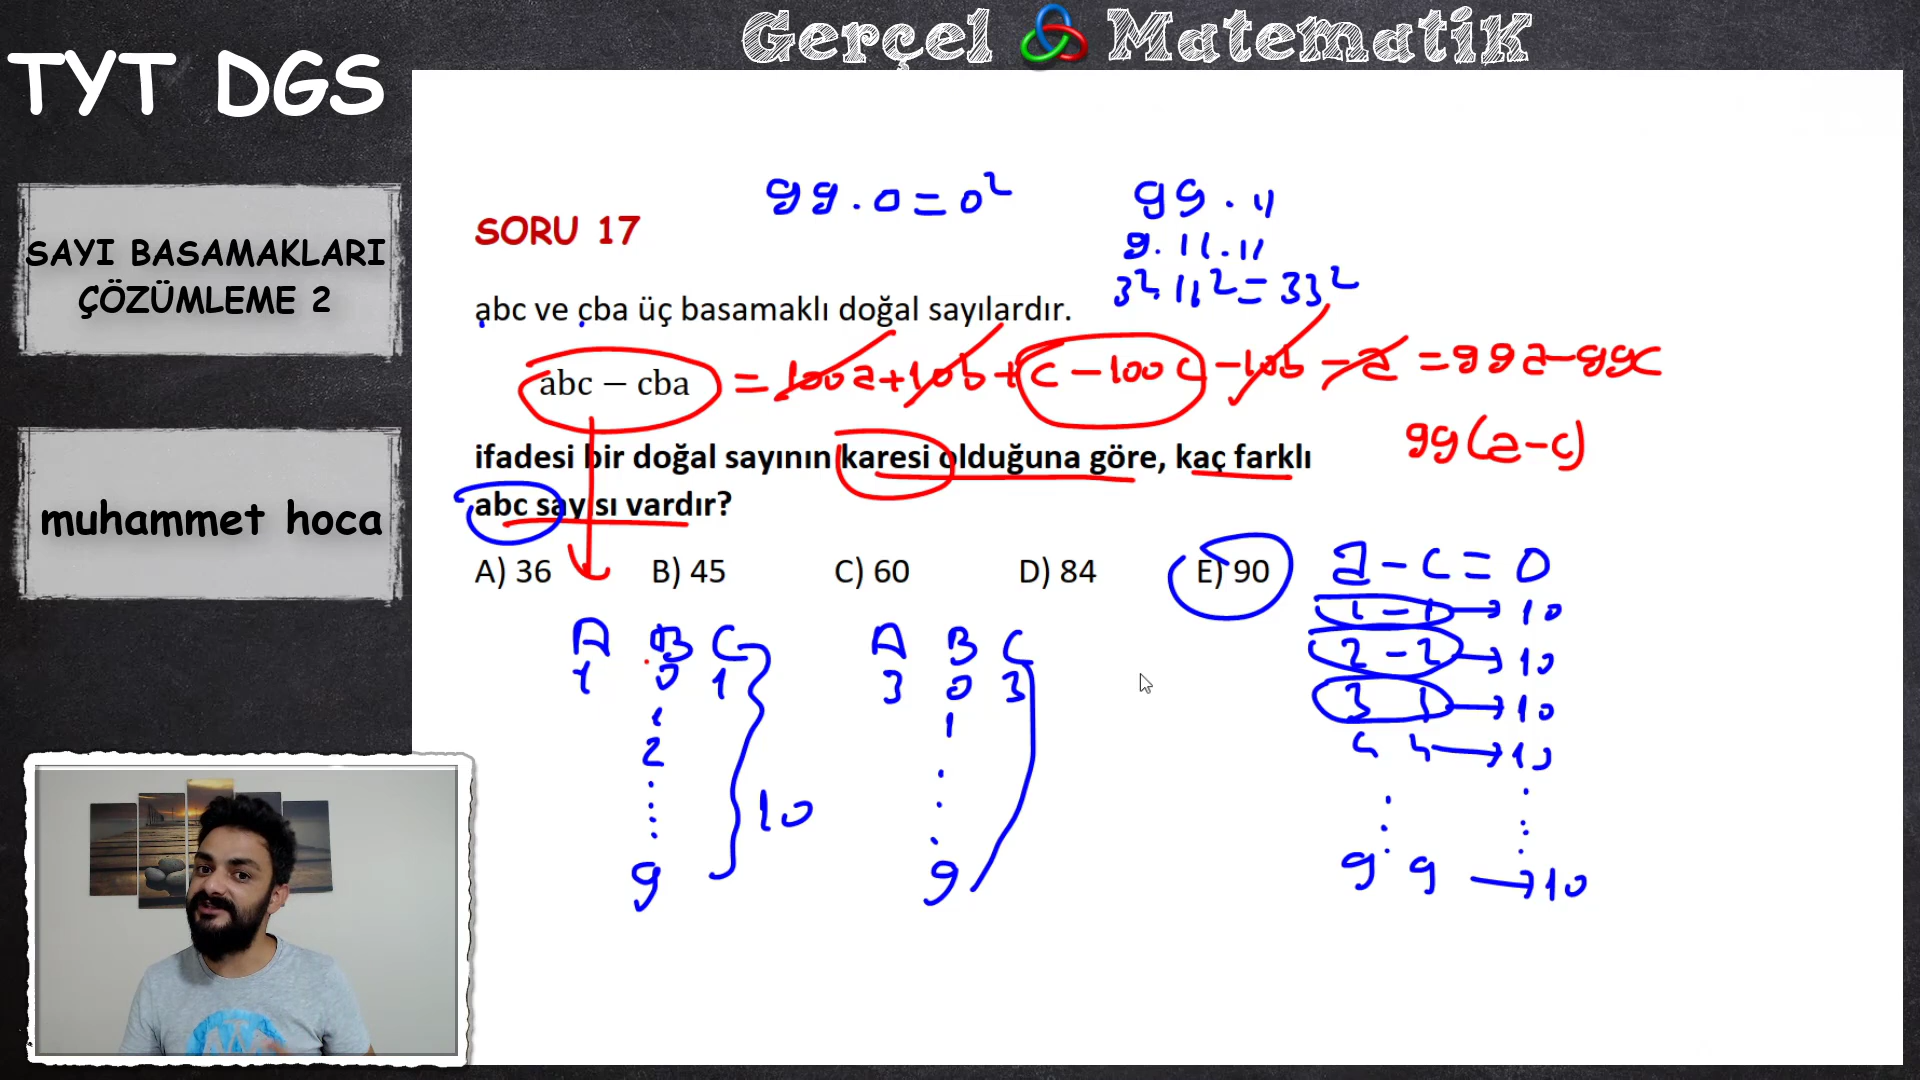 Gerçel Matematik
TYT DGS
SAYI BASAMAKLARI
ÇÖZÜMLEME 2
muhammet hoca
99.0=0²
99.11
9.11.11
3².11²=33²
SORU 17
abc ve cba üç basamaklı doğal sayılardır.
abc − cba = 100a+10b+c−100c−10b−a=99a−99c
99(a−c)
ifadesi bir doğal sayının karesi olduğuna göre, kaç farklı
abc sayısı vardır?
A) 36 B) 45 C) 60 D) 84 E) 90
a−c=0
1−1→10
2−2→10
3 1→10
4 4→10
9 9→10
A B C
1 0 1
1
2
9
10
A B C
3 0 3
1
9